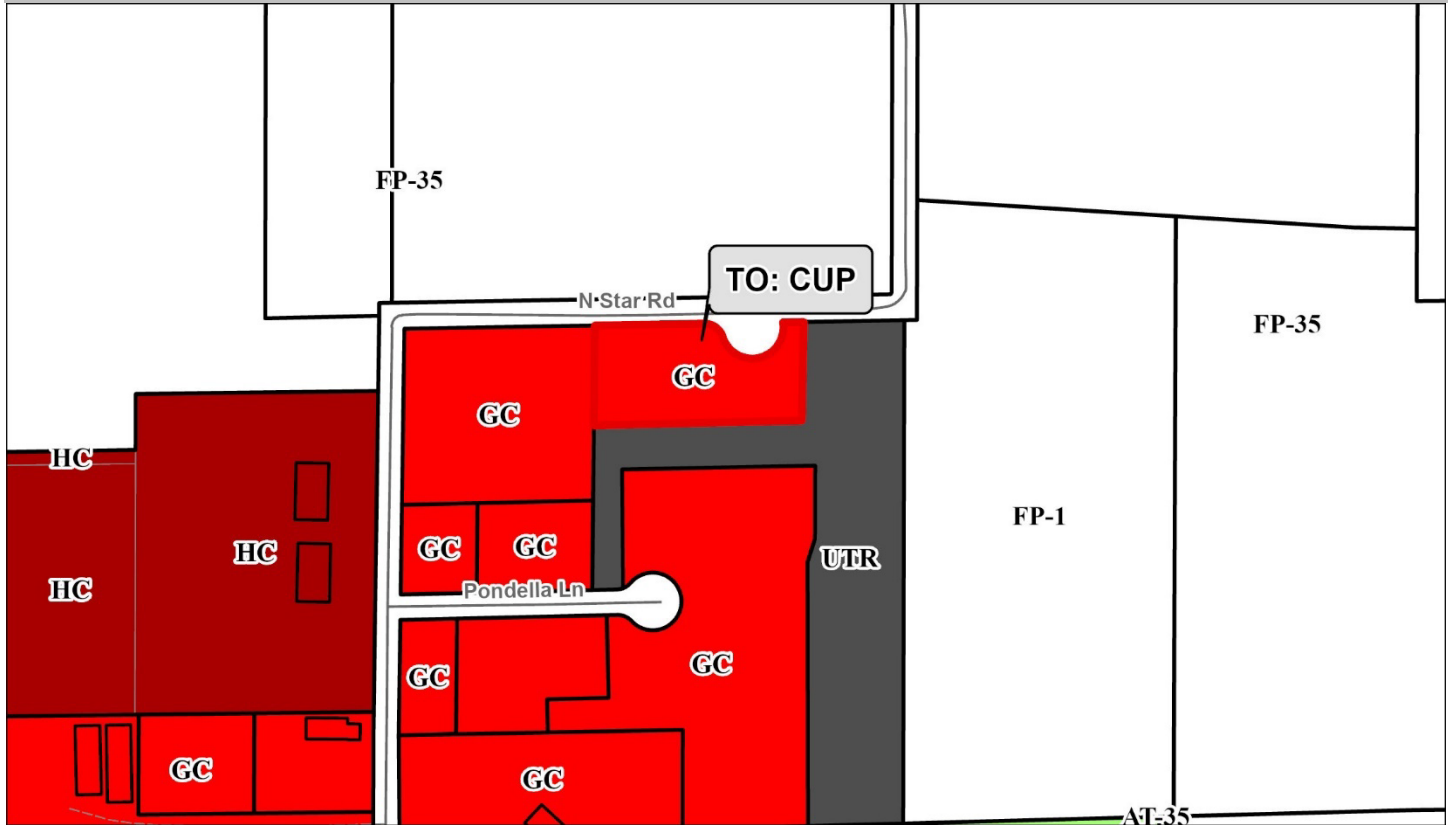 FP-35
TO: CUP
N Star Rd
FP-35
GC
GC
HC
FP-1
GC
GC
HC
UTR
HC
Pondella Ln
GC
GC
GC
GC
AT-35